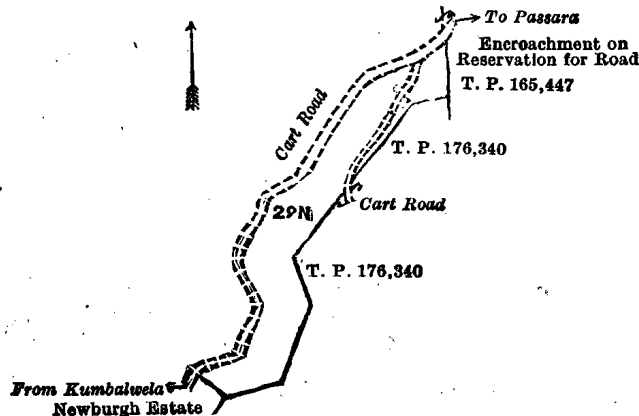 To Passara
Encroachment on
Reservation for Road
T. P. 165,447
Cart Road
T. P. 176,340
Cart Road
29N
T. P. 176,340
From Kumbalwela
Newburgh Estate